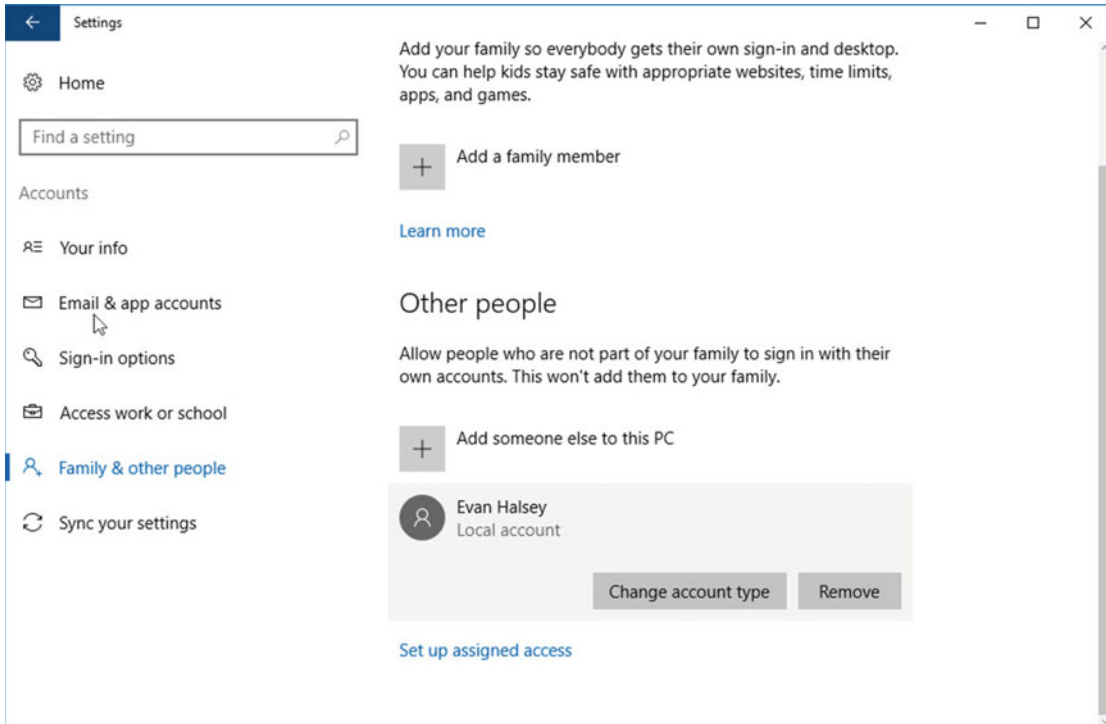 Settings
Home
Find a setting
Accounts
Your info
Email & app accounts
Sign-in options
Access work or school
Family & other people
Sync your settings
Add your family so everybody gets their own sign-in and desktop.
You can help kids stay safe with appropriate websites, time limits,
apps, and games.
Add a family member
Learn more
Other people
Allow people who are not part of your family to sign in with their
own accounts. This won't add them to your family.
Add someone else to this PC
Evan Halsey
Local account
Change account type
Remove
Set up assigned access